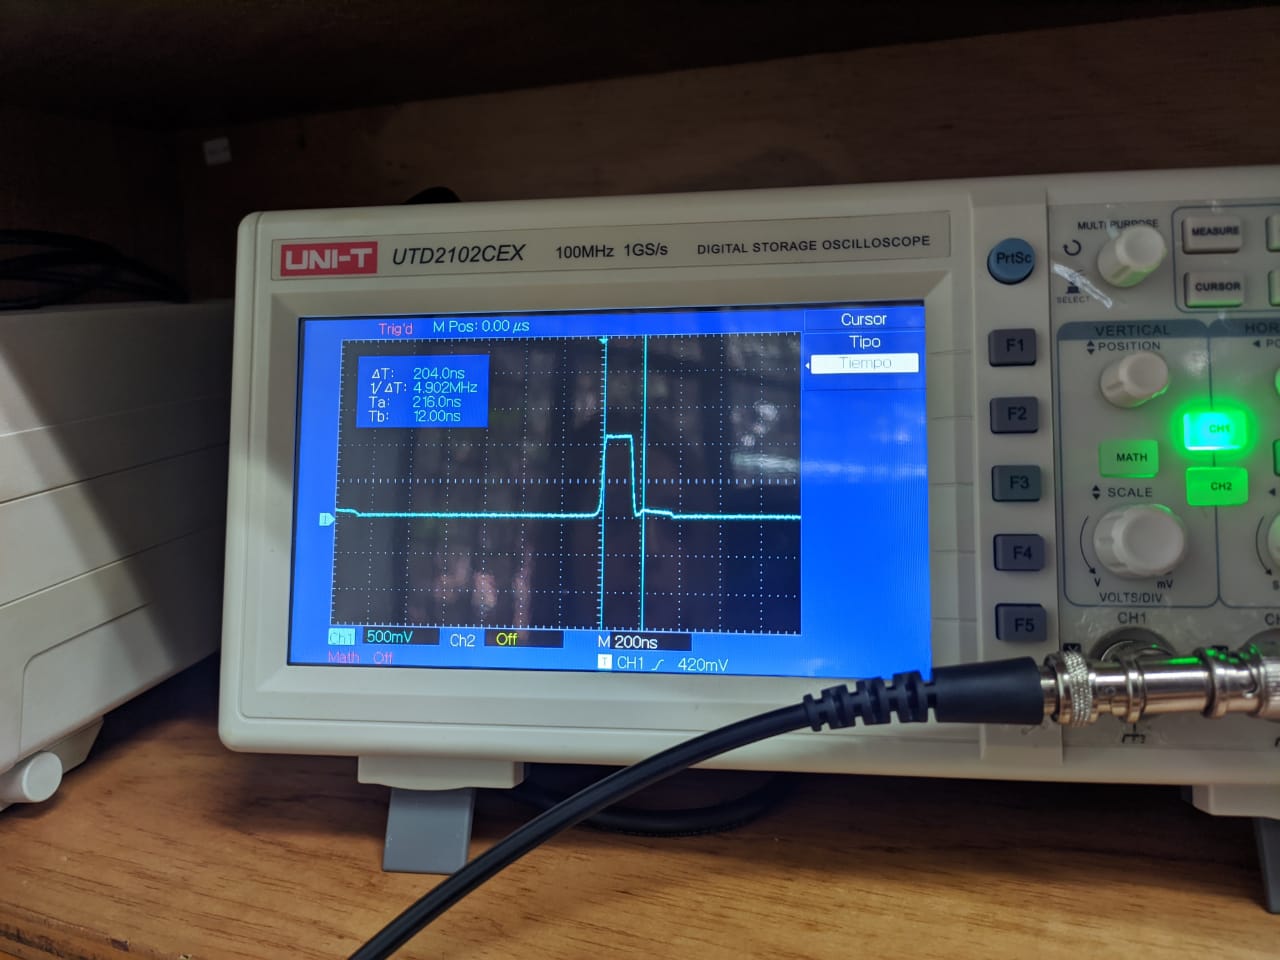 UNI-T UTD2102CEX 100MHz 1GS/s DIGITAL STORAGE OSCILLOSCOPE
Trig'd M Pos: 0.00 μs
Cursor
Tipo
Tiempo
ΔT: 204.0ns
1/ΔT: 4.902MHz
Ta: 216.0ns
Tb: 12.00ns
Ch1 500mV Ch2 Off M 200ns
Math Off
T CH1 420mV
PrtSc
F1
F2
F3
F4
F5
MULTI PURPOSE
SELECT
MEASURE
CURSOR
VERTICAL
POSITION
CH1
MATH
CH2
SCALE
V mV
VOLTS/DIV
CH1